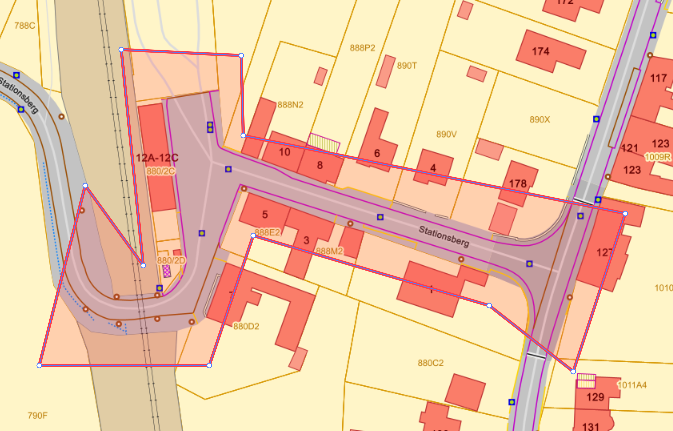 172
788C
174
888P2
890T
117
Stationsberg
888N2
890X
890V
121
123
1009R
123
12A-12C
880/2C
10
8
6
4
178
5
888E2
3
888M2
Stationsberg
880/2D
880D2
1010
880C2
1011A4
129
790F
131